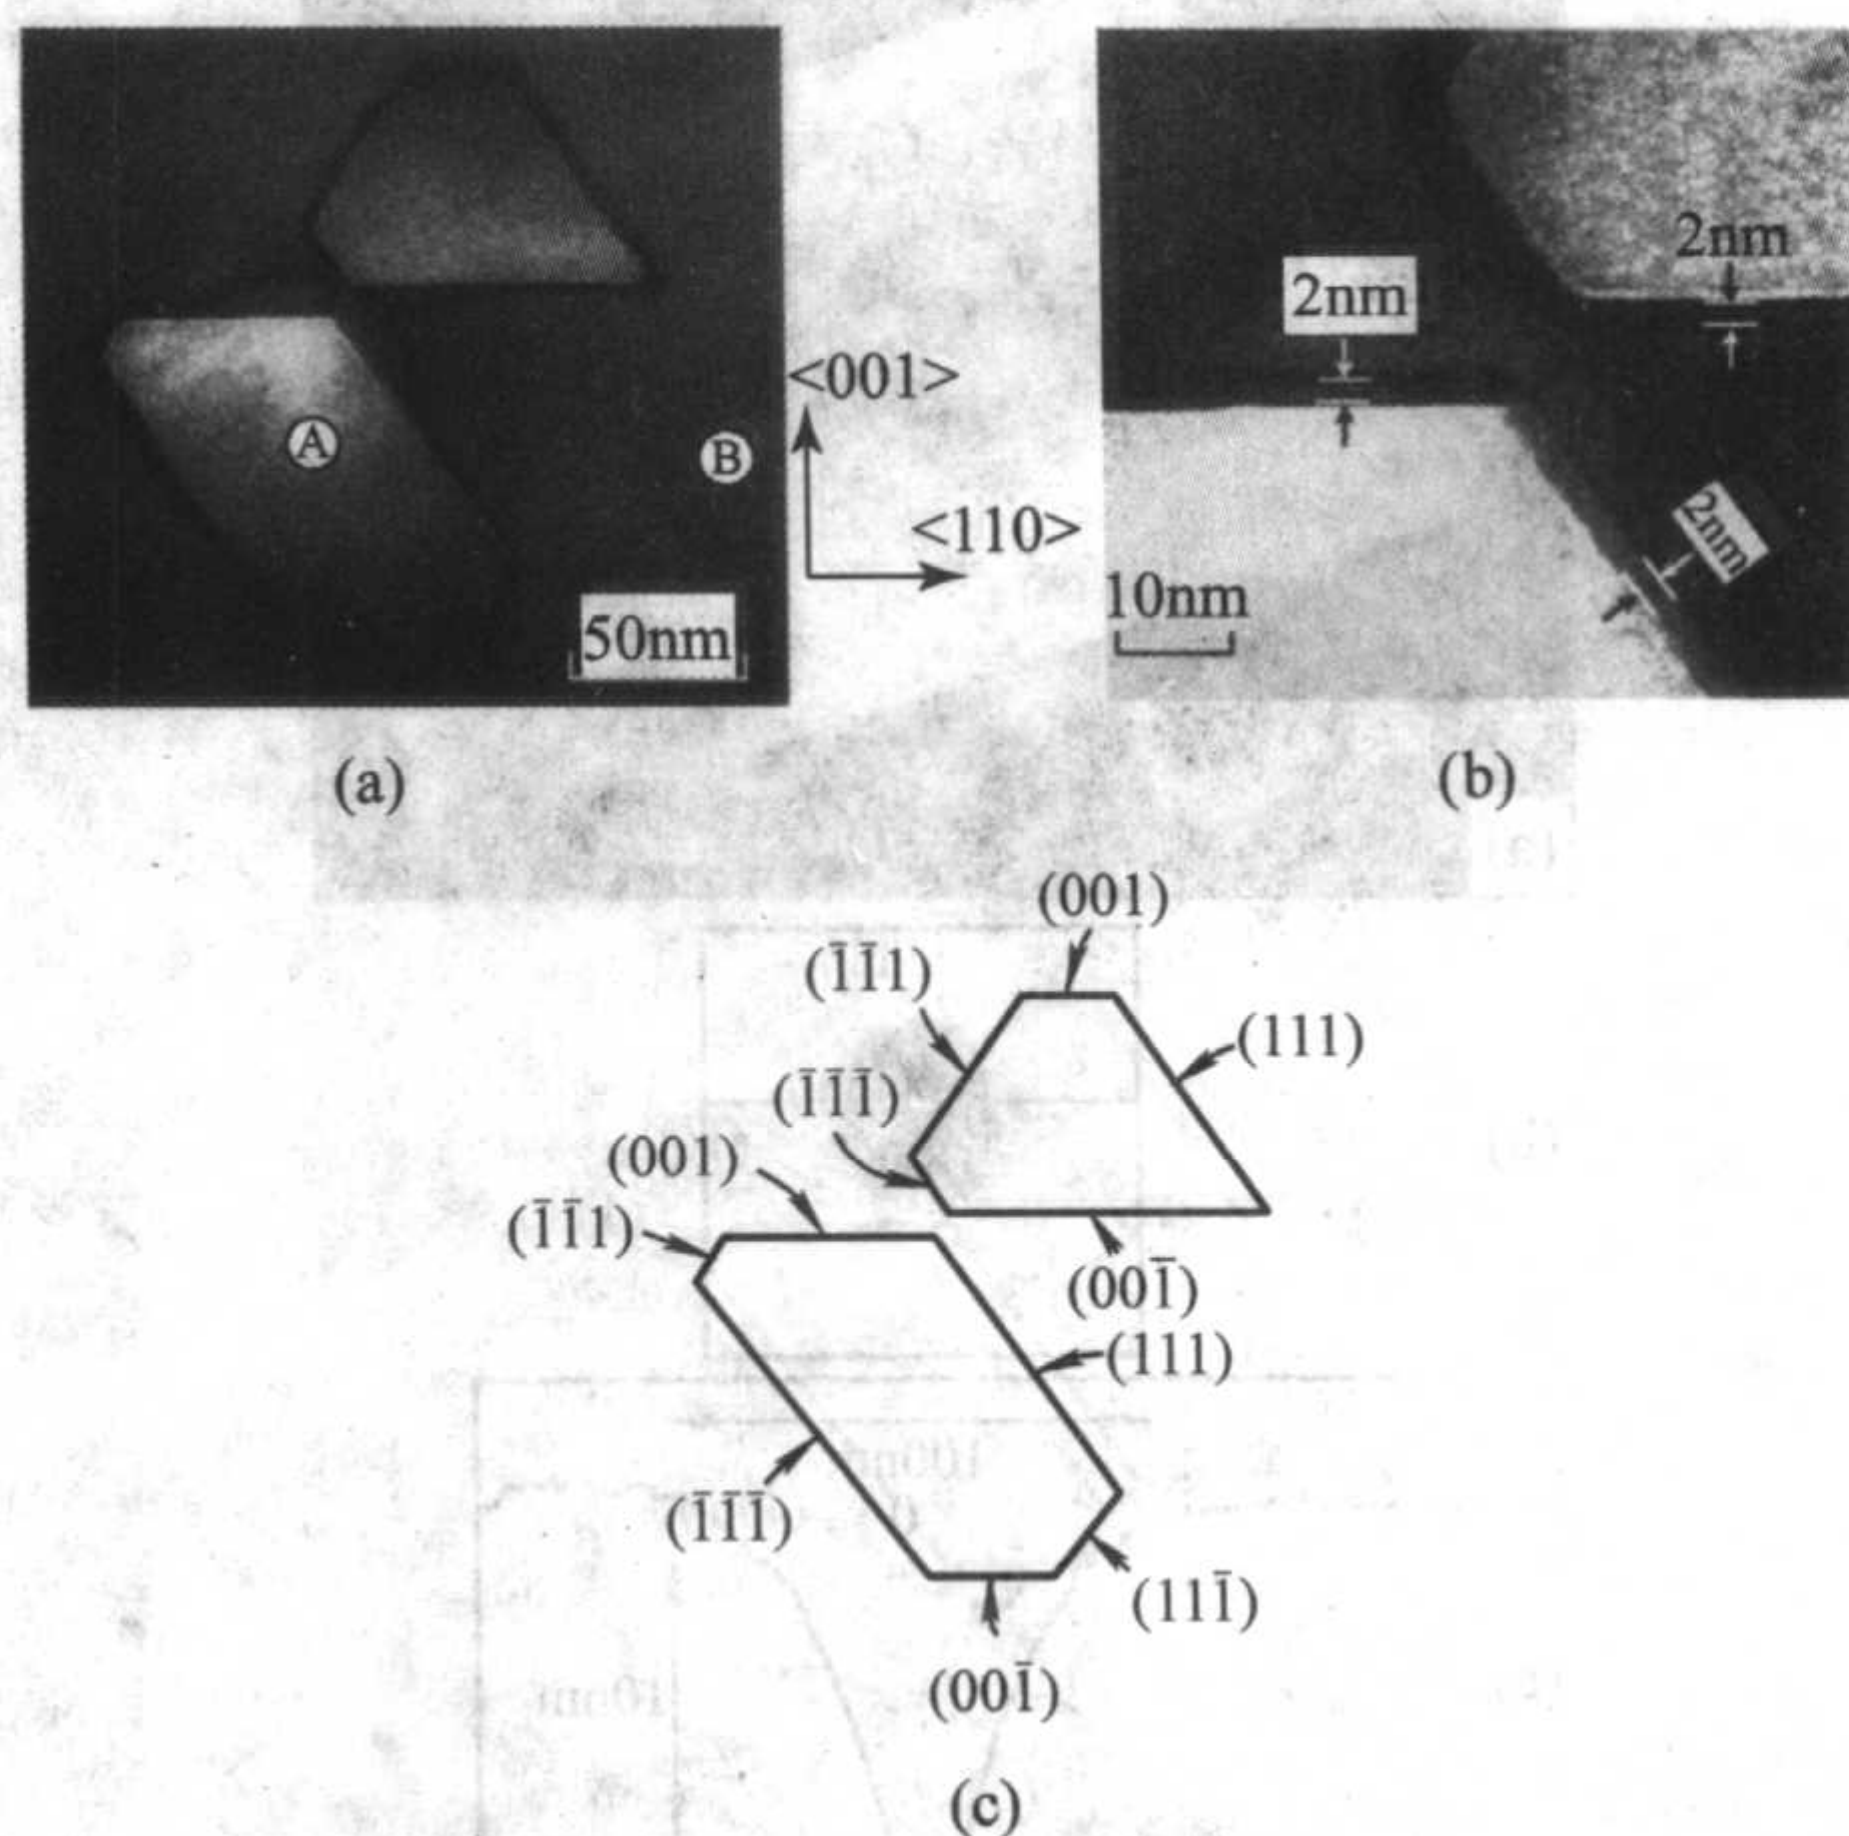 A
B
50nm
<001>
<110>
2nm
2nm
2nm
10nm
(a)
(b)
(001)
(1̄1̄1)
(111)
(1̄1̄1̄)
(001)
(1̄1̄1)
(001̄)
(111)
(1̄1̄1̄)
(111̄)
(001̄)
(c)